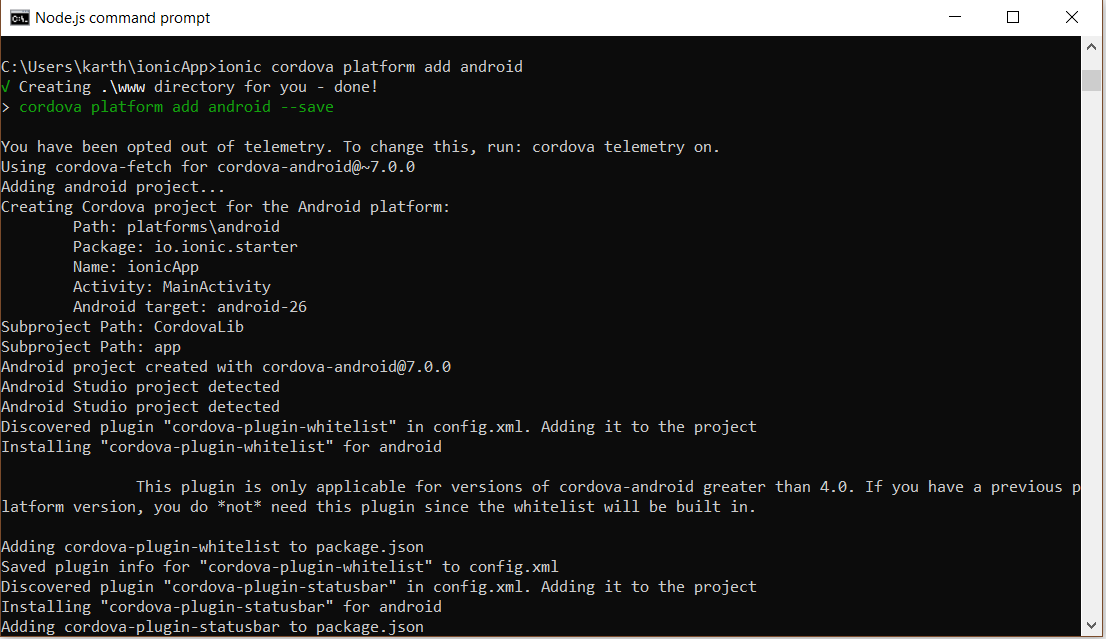 Node.js command prompt
C:\Users\karth\ionicApp>ionic cordova platform add android
√ Creating .\www directory for you - done!
> cordova platform add android --save
You have been opted out of telemetry. To change this, run: cordova telemetry on.
Using cordova-fetch for cordova-android@~7.0.0
Adding android project...
Creating Cordova project for the Android platform:
Path: platforms\android
Package: io.ionic.starter
Name: ionicApp
Activity: MainActivity
Android target: android-26
Subproject Path: CordovaLib
Subproject Path: app
Android project created with cordova-android@7.0.0
Android Studio project detected
Android Studio project detected
Discovered plugin "cordova-plugin-whitelist" in config.xml. Adding it to the project
Installing "cordova-plugin-whitelist" for android
This plugin is only applicable for versions of cordova-android greater than 4.0. If you have a previous p
latform version, you do *not* need this plugin since the whitelist will be built in.
Adding cordova-plugin-whitelist to package.json
Saved plugin info for "cordova-plugin-whitelist" to config.xml
Discovered plugin "cordova-plugin-statusbar" in config.xml. Adding it to the project
Installing "cordova-plugin-statusbar" for android
Adding cordova-plugin-statusbar to package.json